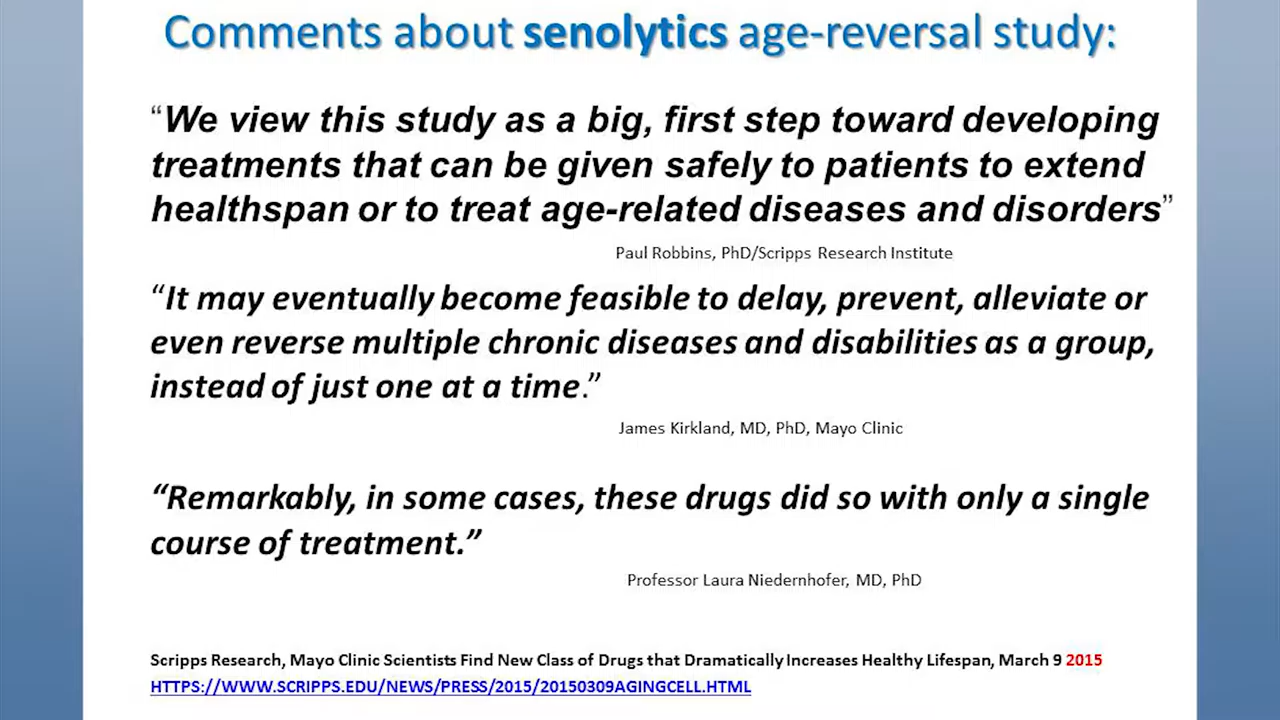 Comments about senolytics age-reversal study:
“We view this study as a big, first step toward developing
treatments that can be given safely to patients to extend
healthspan or to treat age-related diseases and disorders”
Paul Robbins, PhD/Scripps Research Institute
“It may eventually become feasible to delay, prevent, alleviate or
even reverse multiple chronic diseases and disabilities as a group,
instead of just one at a time.”
James Kirkland, MD, PhD, Mayo Clinic
“Remarkably, in some cases, these drugs did so with only a single
course of treatment.”
Professor Laura Niedernhofer, MD, PhD
Scripps Research, Mayo Clinic Scientists Find New Class of Drugs that Dramatically Increases Healthy Lifespan, March 9 2015
HTTPS://WWW.SCRIPPS.EDU/NEWS/PRESS/2015/20150309AGINGCELL.HTML